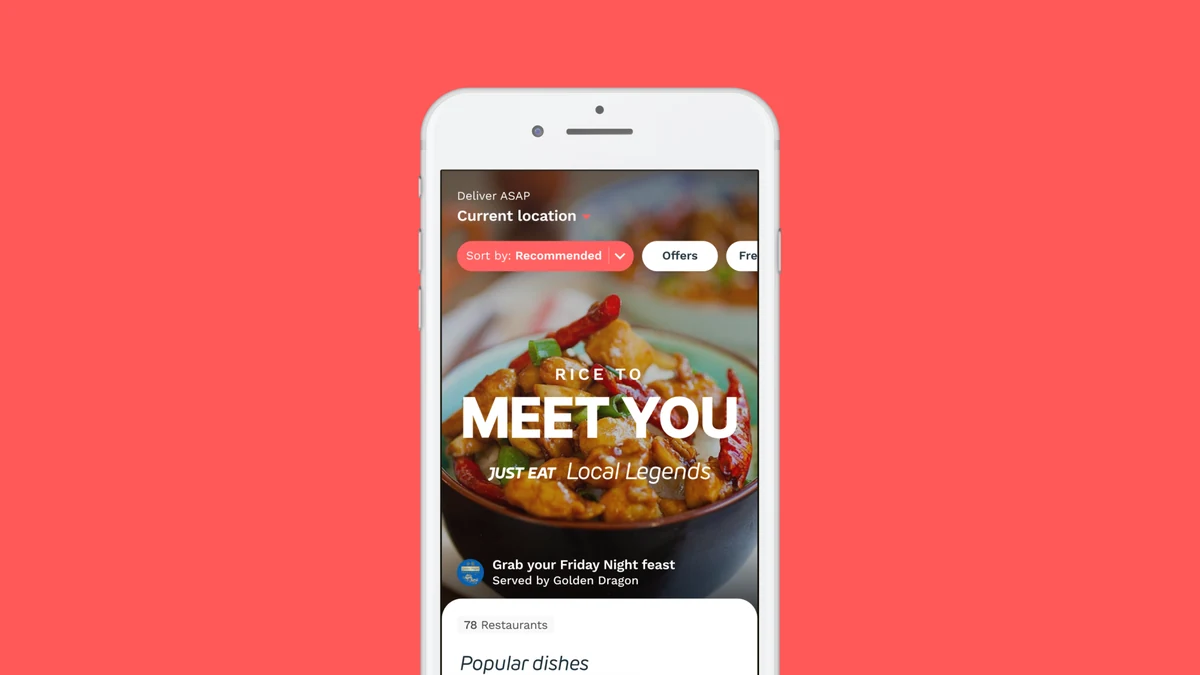 Deliver ASAP
Current location
Sort by: Recommended
Offers
Fre
RICE TO
MEET YOU
JUST EAT Local Legends
Grab your Friday Night feast
Served by Golden Dragon
78 Restaurants
Popular dishes